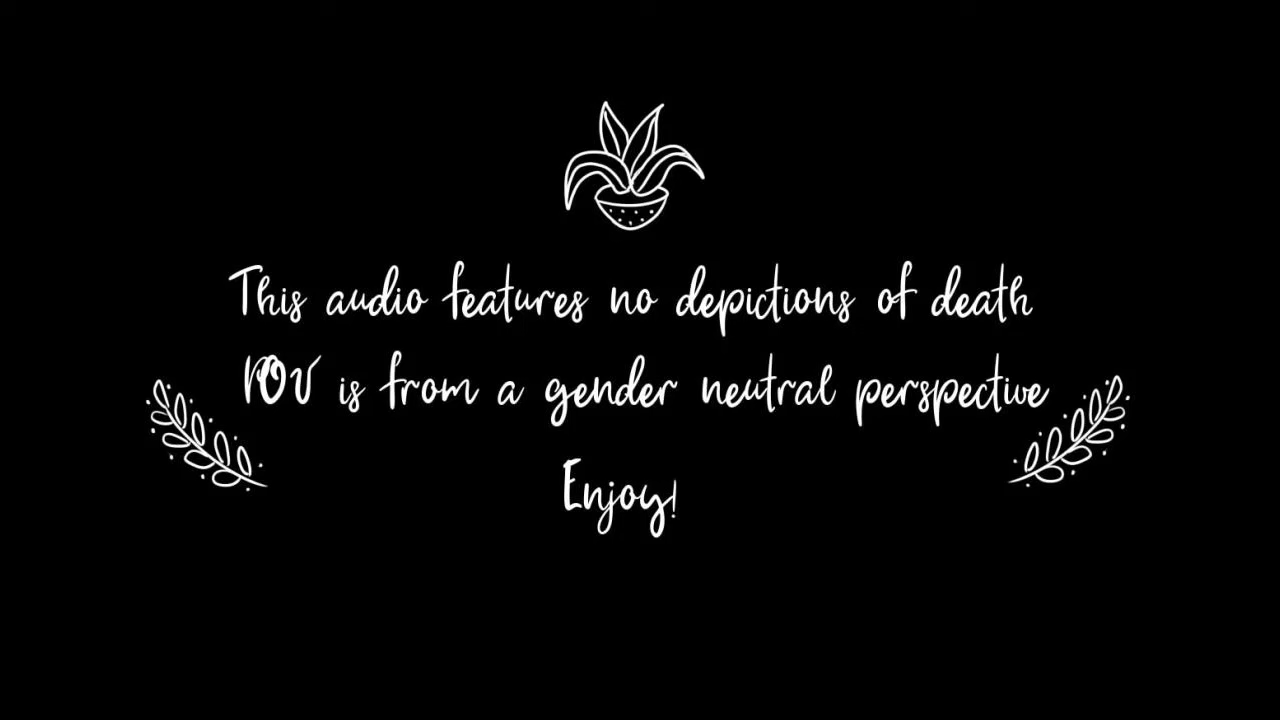 This audio features no depictions of death
POV is from a gender neutral perspective
Enjoy!